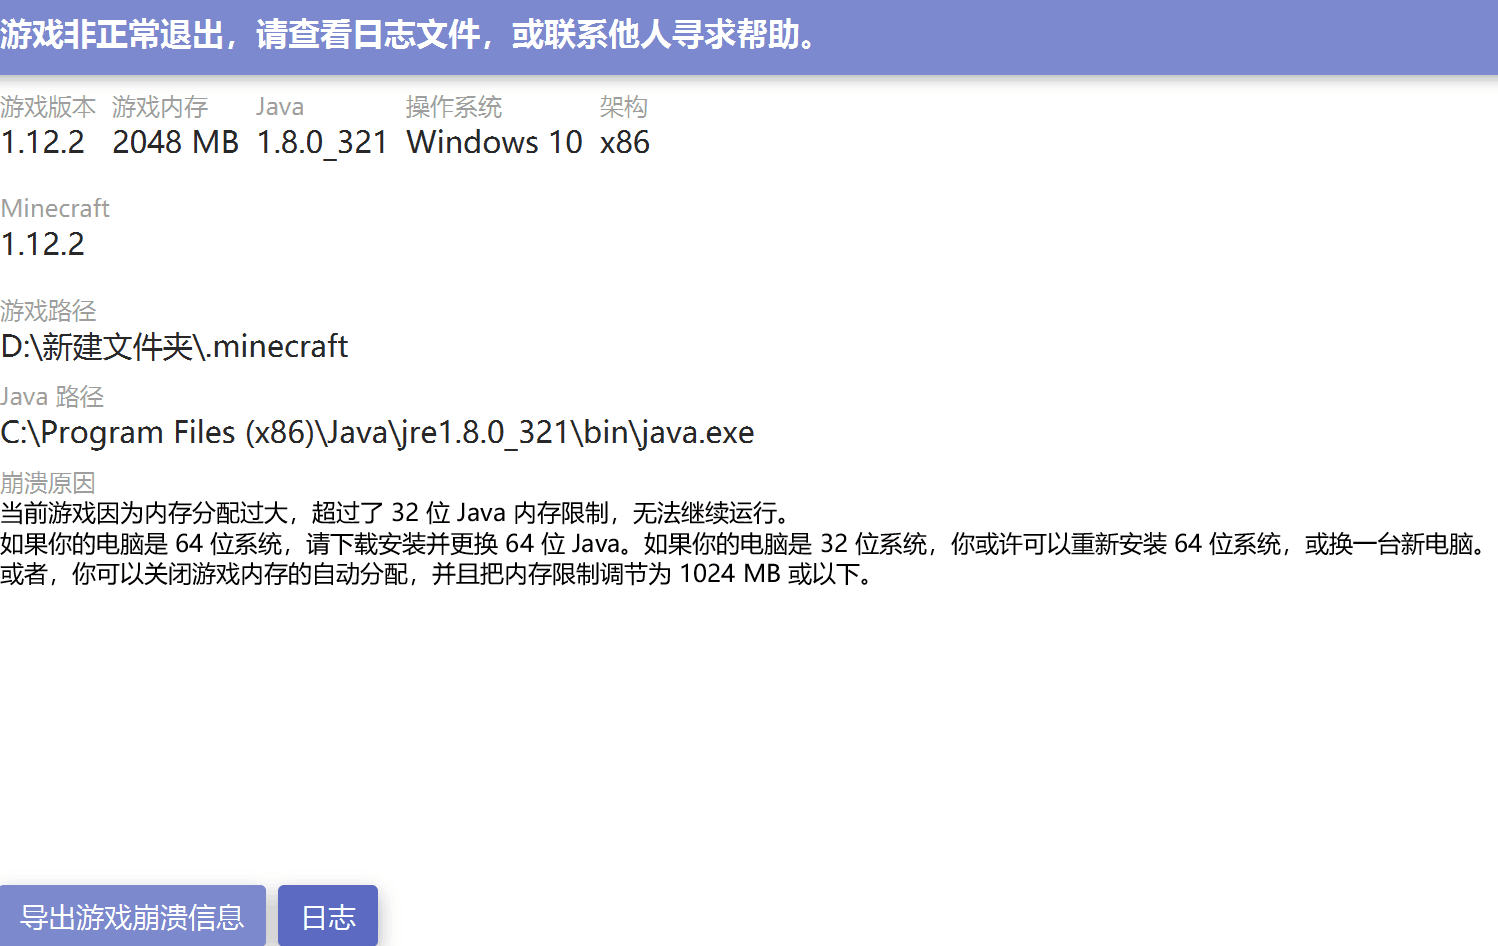 游戏非正常退出，请查看日志文件，或联系他人寻求帮助。
游戏版本 游戏内存 Java 操作系统 架构
1.12.2 2048 MB 1.8.0_321 Windows 10 x86
Minecraft
1.12.2
游戏路径
D:\新建文件夹\.minecraft
Java 路径
C:\Program Files (x86)\Java\jre1.8.0_321\bin\java.exe
崩溃原因
当前游戏因为内存分配过大，超过了 32 位 Java 内存限制，无法继续运行。
如果你的电脑是 64 位系统，请下载安装并更换 64 位 Java。如果你的电脑是 32 位系统，你或许可以重新安装 64 位系统，或换一台新电脑。
或者，你可以关闭游戏内存的自动分配，并且把内存限制调节为 1024 MB 或以下。
导出游戏崩溃信息 日志